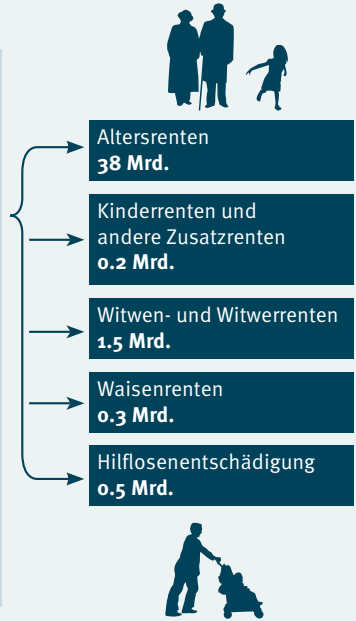 Altersrenten
38 Mrd.
Kinderrenten und
andere Zusatzrenten
0.2 Mrd.
Witwen- und Witwerrenten
1.5 Mrd.
Waisenrenten
0.3 Mrd.
Hilflosenentschädigung
0.5 Mrd.